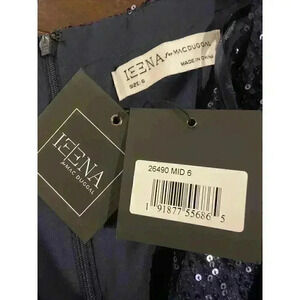 IEENA for MAC DUGGAL
SIZE: 6
MADE IN CHINA
IEENA
for MAC DUGGAL
26490 MID 6
1 91877 55686 5